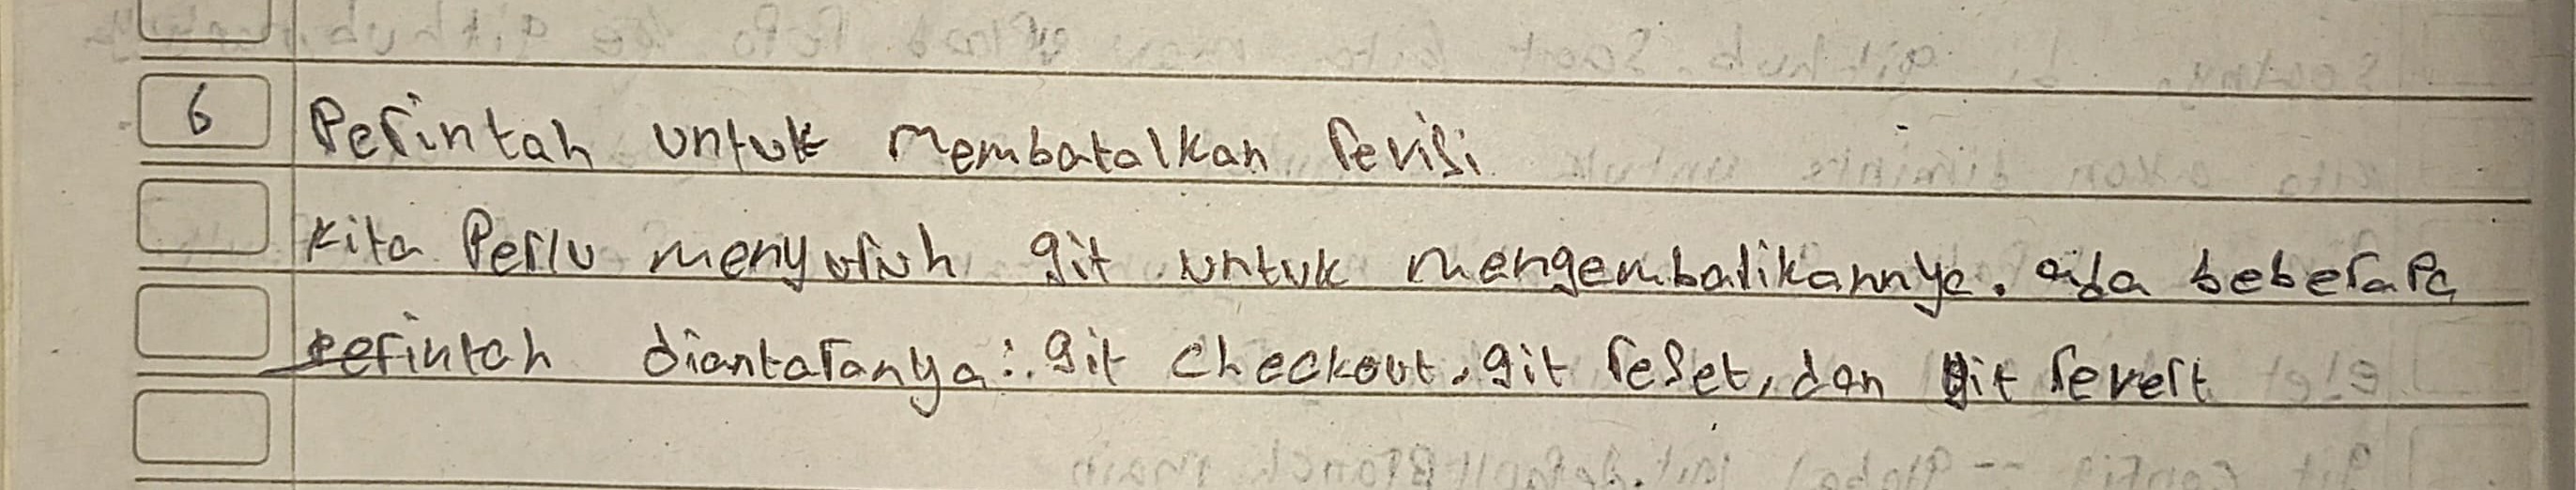 6 Perintah untuk Membatalkan revisi
Kita Perlu menyuruh git untuk mengembalikannya. ada beberapa
perintah diantaranya: git checkout, git reset, dan git revert